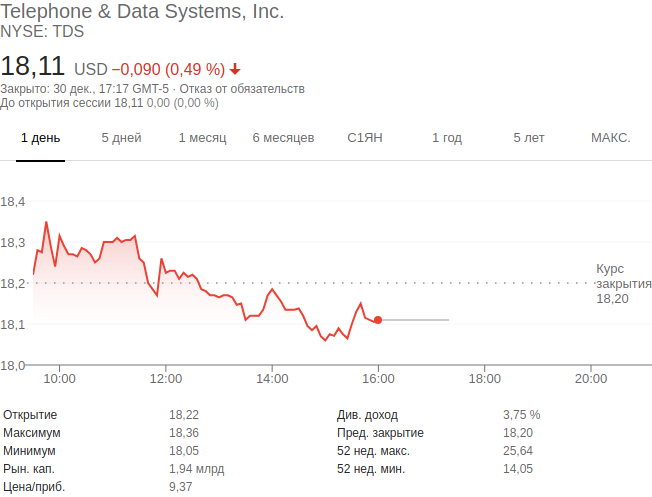 Telephone & Data Systems, Inc.
NYSE: TDS
18,11 USD −0,090 (0,49 %)
Закрыто: 30 дек., 17:17 GMT-5 · Отказ от обязательств
До открытия сессии 18,11 0,00 (0,00 %)
1 день 5 дней 1 месяц 6 месяцев С1ЯН 1 год 5 лет МАКС.
18,4
18,3
Курс
закрытия
18,20
18,2
18,1
18,0
10:00 12:00 14:00 16:00 18:00 20:00
Открытие 18,22 Див. доход 3,75 %
Максимум 18,36 Пред. закрытие 18,20
Минимум 18,05 52 нед. макс. 25,64
Рын. кап. 1,94 млрд 52 нед. мин. 14,05
Цена/приб. 9,37